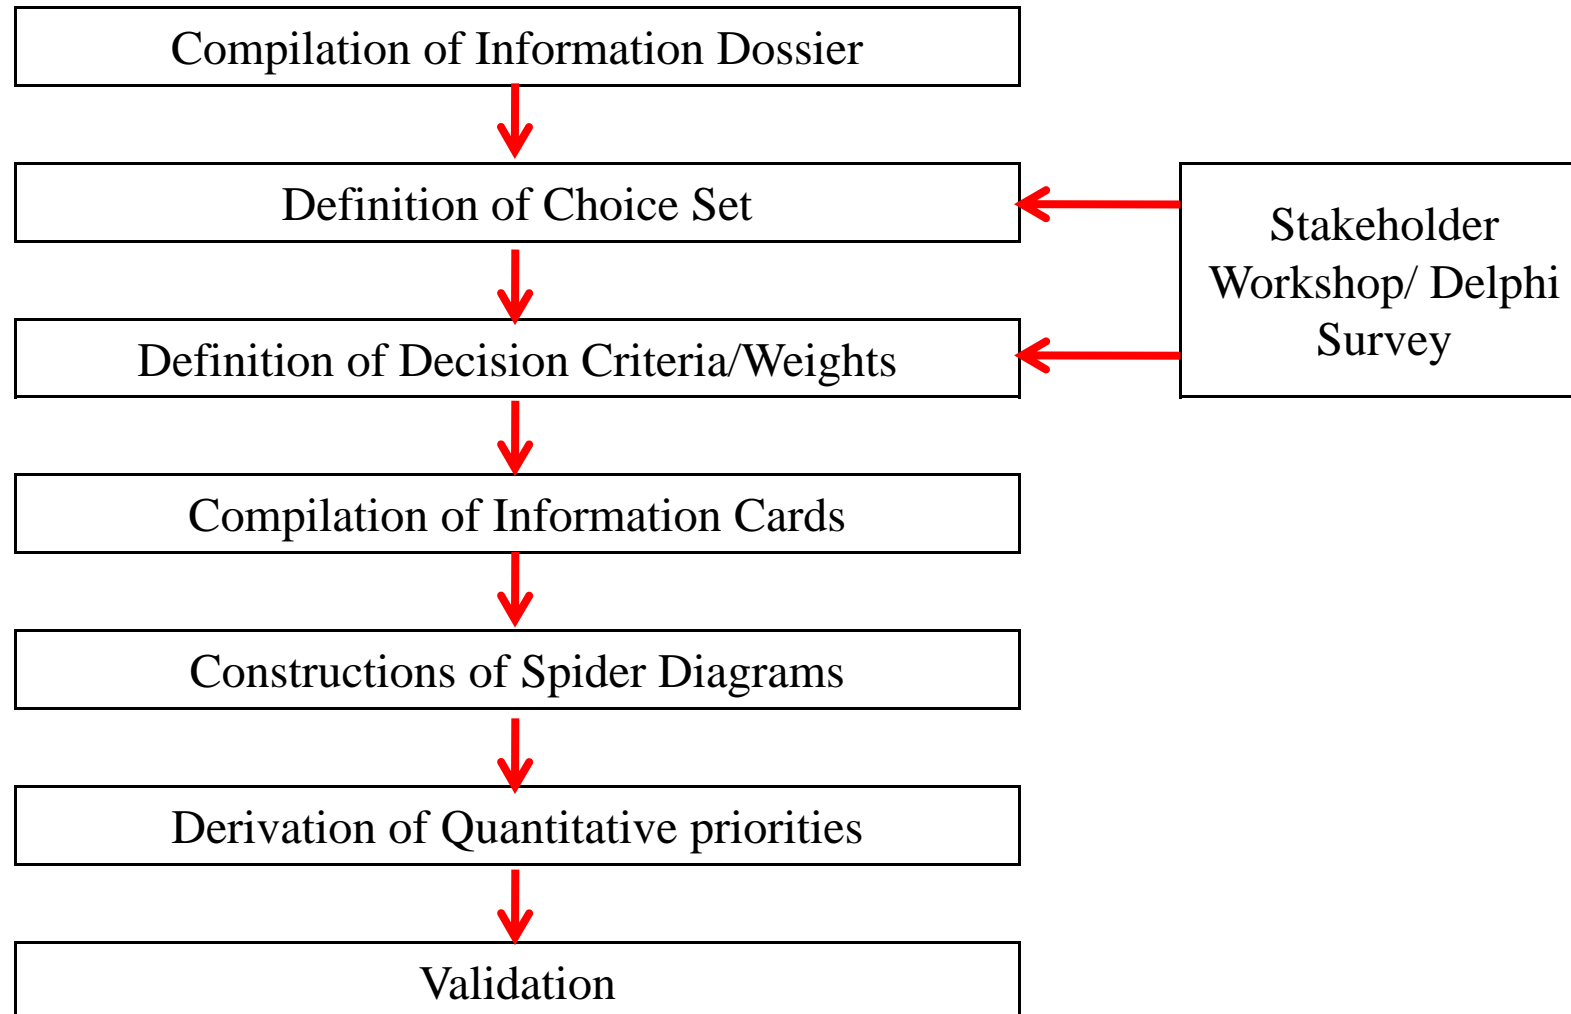 Compilation of Information Dossier
Definition of Choice Set
Stakeholder
Workshop/ Delphi
Survey
Definition of Decision Criteria/Weights
Compilation of Information Cards
Constructions of Spider Diagrams
Derivation of Quantitative priorities
Validation